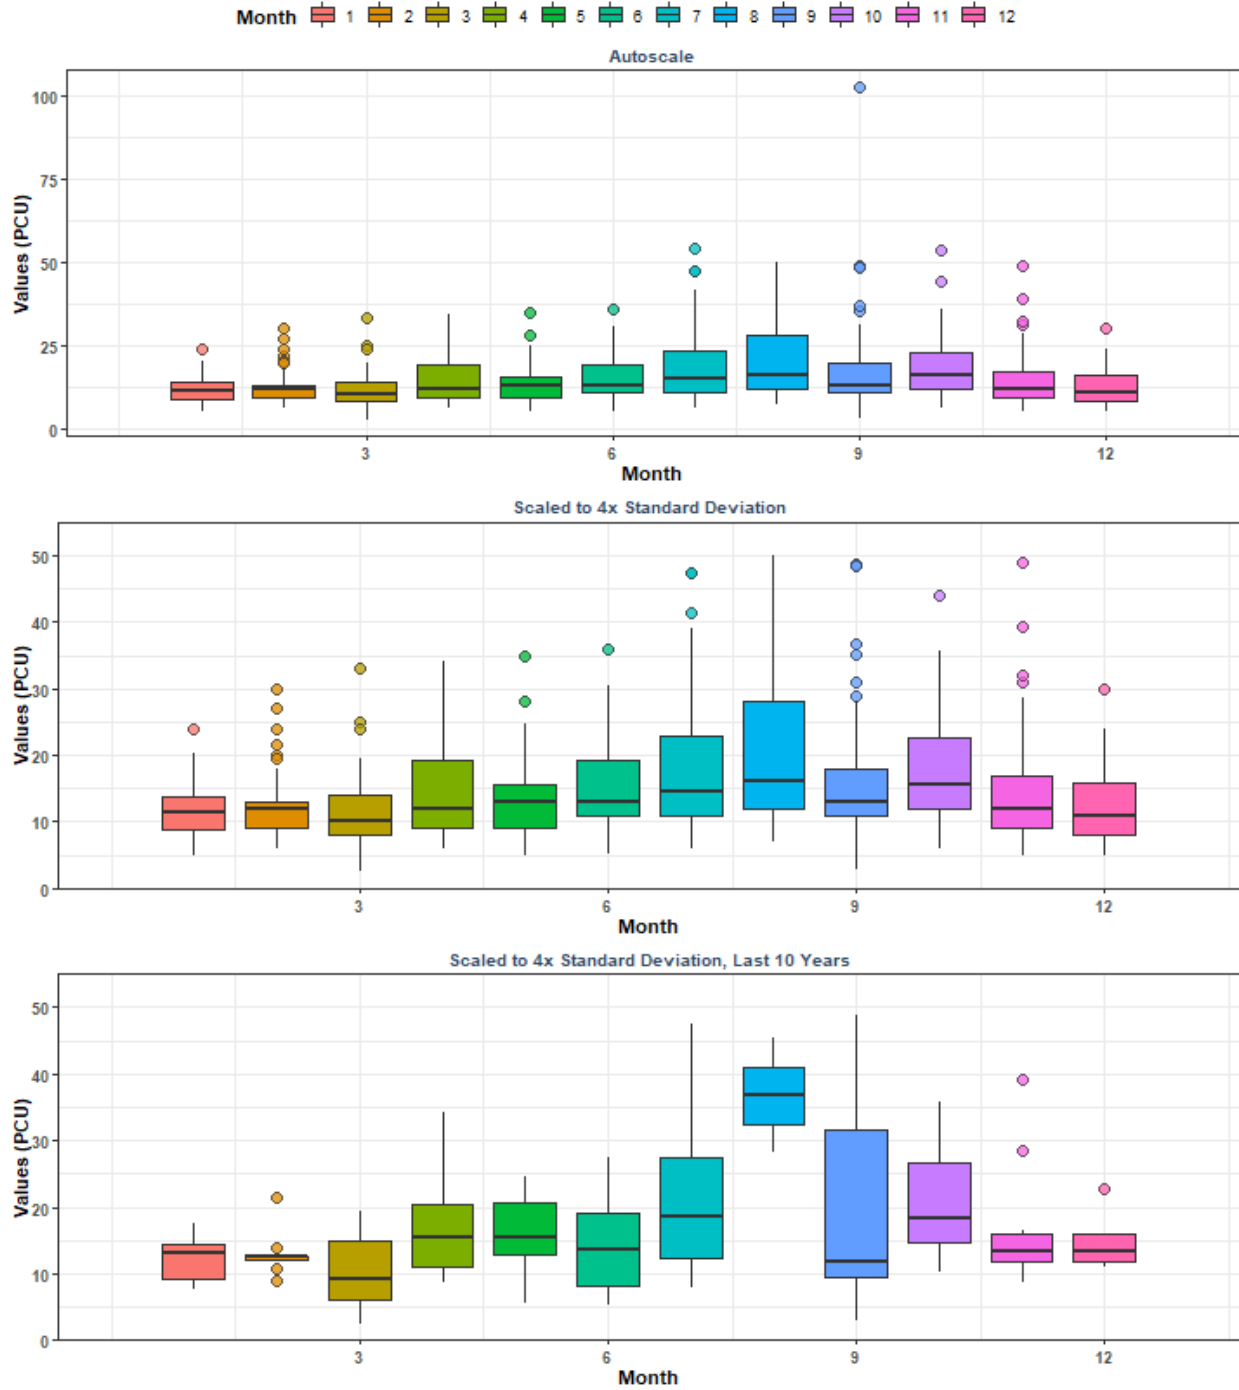 Month 1 2 3 4 5 6 7 8 9 10 11 12
Autoscale
Values (PCU)
100
75
50
25
0
3 6 9 12
Month
Scaled to 4x Standard Deviation
Values (PCU)
50
40
30
20
10
0
3 6 9 12
Month
Scaled to 4x Standard Deviation, Last 10 Years
Values (PCU)
50
40
30
20
10
0
3 6 9 12
Month